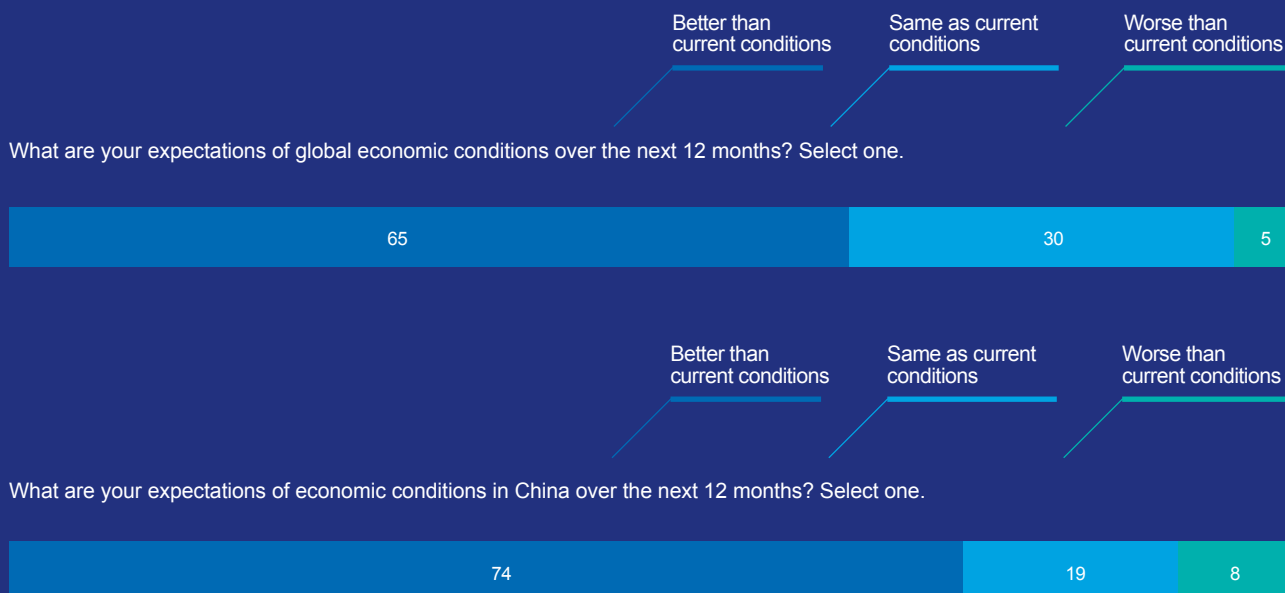 Better than
current conditions
Same as current
conditions
Worse than
current conditions
What are your expectations of global economic conditions over the next 12 months? Select one.
65
30
5
Better than
current conditions
Same as current
conditions
Worse than
current conditions
What are your expectations of economic conditions in China over the next 12 months? Select one.
74
19
8